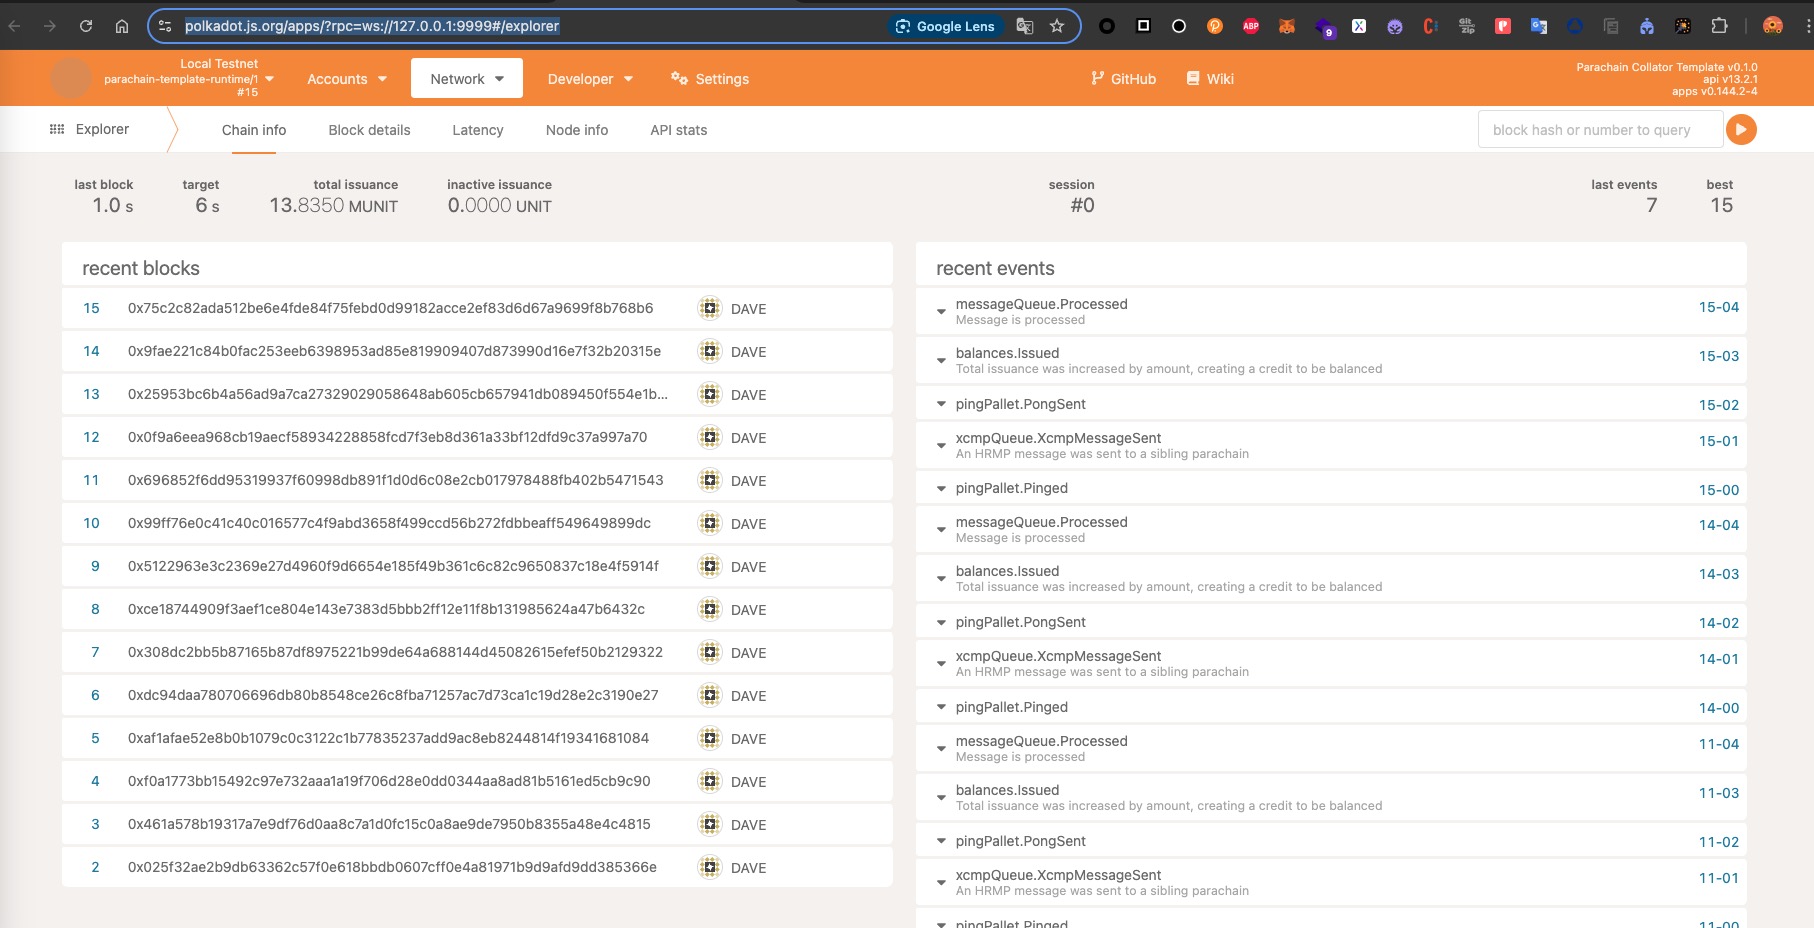 polkadot.js.org/apps/?rpc=ws://127.0.0.1:9999#/explorer
Google Lens
ABP
9
Git
zip
Local Testnet
parachain-template-runtime/1
#15
Accounts
Network
Developer
Settings
GitHub
Wiki
Parachain Collator Template v0.1.0
api v13.2.1
apps v0.144.2-4
Explorer
Chain info
Block details
Latency
Node info
API stats
block hash or number to query
last block
1.0 s
target
6 s
total issuance
13.8350 MUNIT
inactive issuance
0.0000 UNIT
session
#0
last events
7
best
15
recent blocks
15 0x75c2c82ada512be6e4fde84f75febd0d99182acce2ef83d6d67a9699f8b768b6 DAVE
14 0x9fae221c84b0fac253eeb6398953ad85e819909407d873990d16e7f32b20315e DAVE
13 0x25953bc6b4a56ad9a7ca27329029058648ab605cb657941db089450f554e1b... DAVE
12 0x0f9a6eea968cb19aecf58934228858fcd7f3eb8d361a33bf12dfd9c37a997a70 DAVE
11 0x696852f6dd95319937f60998db891f1d0d6c08e2cb017978488fb402b5471543 DAVE
10 0x99ff76e0c41c40c016577c4f9abd3658f499ccd56b272fdbbeaff549649899dc DAVE
9 0x5122963e3c2369e27d4960f9d6654e185f49b361c6c82c9650837c18e4f5914f DAVE
8 0xce18744909f3aef1ce804e143e7383d5bbb2ff12e11f8b131985624a47b6432c DAVE
7 0x308dc2bb5b87165b87df8975221b99de64a688144d45082615efef50b2129322 DAVE
6 0xdc94daa780706696db80b8548ce26c8fba71257ac7d73ca1c19d28e2c3190e27 DAVE
5 0xaf1afae52e8b0b1079c0c3122c1b77835237add9ac8eb8244814f19341681084 DAVE
4 0xf0a1773bb15492c97e732aaa1a19f706d28e0dd0344aa8ad81b5161ed5cb9c90 DAVE
3 0x461a578b19317a7e9df76d0aa8c7a1d0fc15c0a8ae9de7950b8355a48e4c4815 DAVE
2 0x025f32ae2b9db63362c57f0e618bbdb0607cff0e4a81971b9d9afd9dd385366e DAVE
recent events
messageQueue.Processed 15-04
Message is processed
balances.Issued 15-03
Total issuance was increased by amount, creating a credit to be balanced
pingPallet.PongSent 15-02
xcmpQueue.XcmpMessageSent 15-01
An HRMP message was sent to a sibling parachain
pingPallet.Pinged 15-00
messageQueue.Processed 14-04
Message is processed
balances.Issued 14-03
Total issuance was increased by amount, creating a credit to be balanced
pingPallet.PongSent 14-02
xcmpQueue.XcmpMessageSent 14-01
An HRMP message was sent to a sibling parachain
pingPallet.Pinged 14-00
messageQueue.Processed 11-04
Message is processed
balances.Issued 11-03
Total issuance was increased by amount, creating a credit to be balanced
pingPallet.PongSent 11-02
xcmpQueue.XcmpMessageSent 11-01
An HRMP message was sent to a sibling parachain
pingPallet.Pinged 11-00